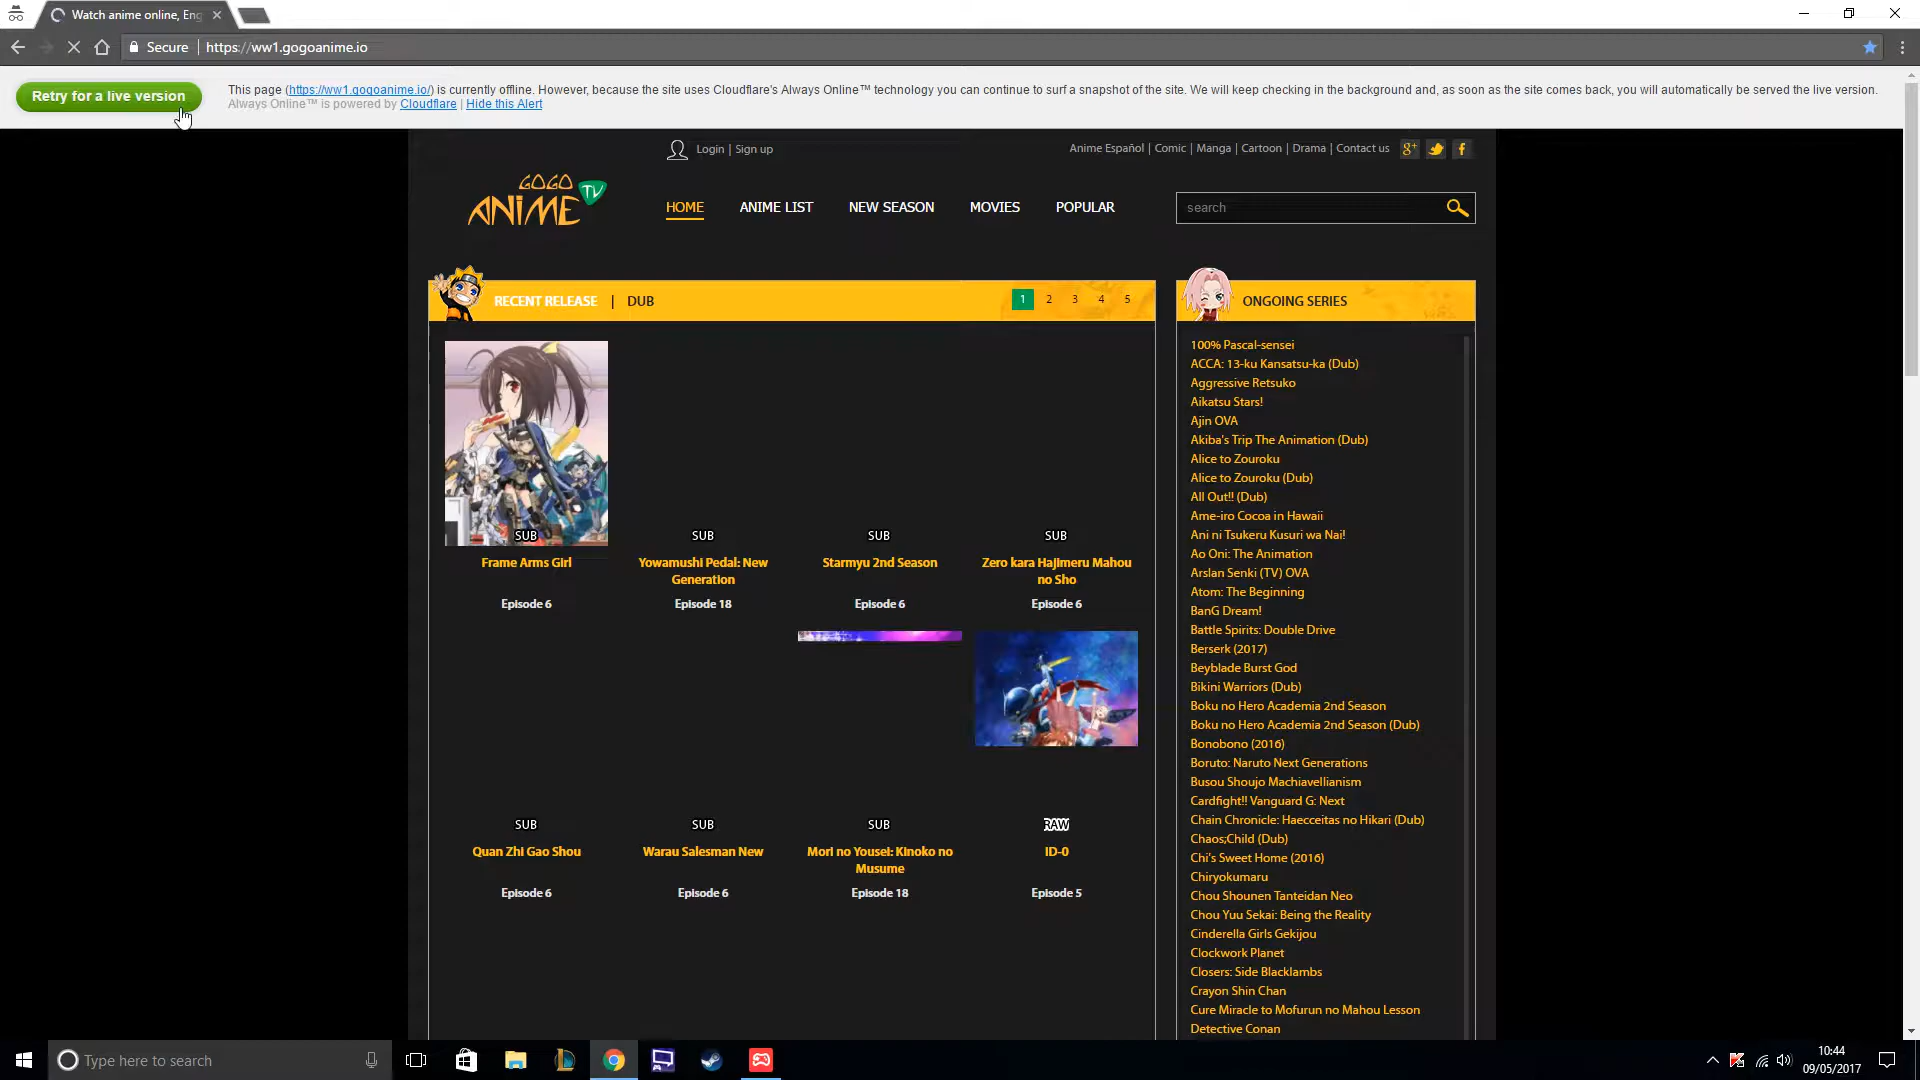 Watch anime online, Eng
Secure
https://ww1.gogoanime.io
Retry for a live version
This page (https://ww1.gogoanime.io/) is currently offline. However, because the site uses Cloudflare's Always Online™ technology you can continue to surf a snapshot of the site. We will keep checking in the background and, as soon as the site comes back, you will automatically be served the live version.
Always Online™ is powered by Cloudflare | Hide this Alert
Login | Sign up
Anime Español | Comic | Manga | Cartoon | Drama | Contact us
GOGO
ANIME TV
HOME
ANIME LIST
NEW SEASON
MOVIES
POPULAR
search
RECENT RELEASE | DUB
1 2 3 4 5
SUB
Frame Arms Girl
Episode 6
SUB
Yowamushi Pedal: New
Generation
Episode 18
SUB
Starmyu 2nd Season
Episode 6
SUB
Zero kara Hajimeru Mahou
no Sho
Episode 6
SUB
Quan Zhi Gao Shou
Episode 6
SUB
Warau Salesman New
Episode 6
SUB
Mori no Yousei: Kinoko no
Musume
Episode 18
RAW
ID-0
Episode 5
ONGOING SERIES
100% Pascal-sensei
ACCA: 13-ku Kansatsu-ka (Dub)
Aggressive Retsuko
Aikatsu Stars!
Ajin OVA
Akiba's Trip The Animation (Dub)
Alice to Zouroku
Alice to Zouroku (Dub)
All Out!! (Dub)
Ame-iro Cocoa in Hawaii
Ani ni Tsukeru Kusuri wa Nai!
Ao Oni: The Animation
Arslan Senki (TV) OVA
Atom: The Beginning
BanG Dream!
Battle Spirits: Double Drive
Berserk (2017)
Beyblade Burst God
Bikini Warriors (Dub)
Boku no Hero Academia 2nd Season
Boku no Hero Academia 2nd Season (Dub)
Bonobono (2016)
Boruto: Naruto Next Generations
Busou Shoujo Machiavellianism
Cardfight!! Vanguard G: Next
Chain Chronicle: Haecceitas no Hikari (Dub)
Chaos;Child (Dub)
Chi's Sweet Home (2016)
Chiryokumaru
Chou Shounen Tanteidan Neo
Chou Yuu Sekai: Being the Reality
Cinderella Girls Gekijou
Clockwork Planet
Closers: Side Blacklambs
Crayon Shin Chan
Cure Miracle to Mofurun no Mahou Lesson
Detective Conan
Type here to search
10:44
09/05/2017